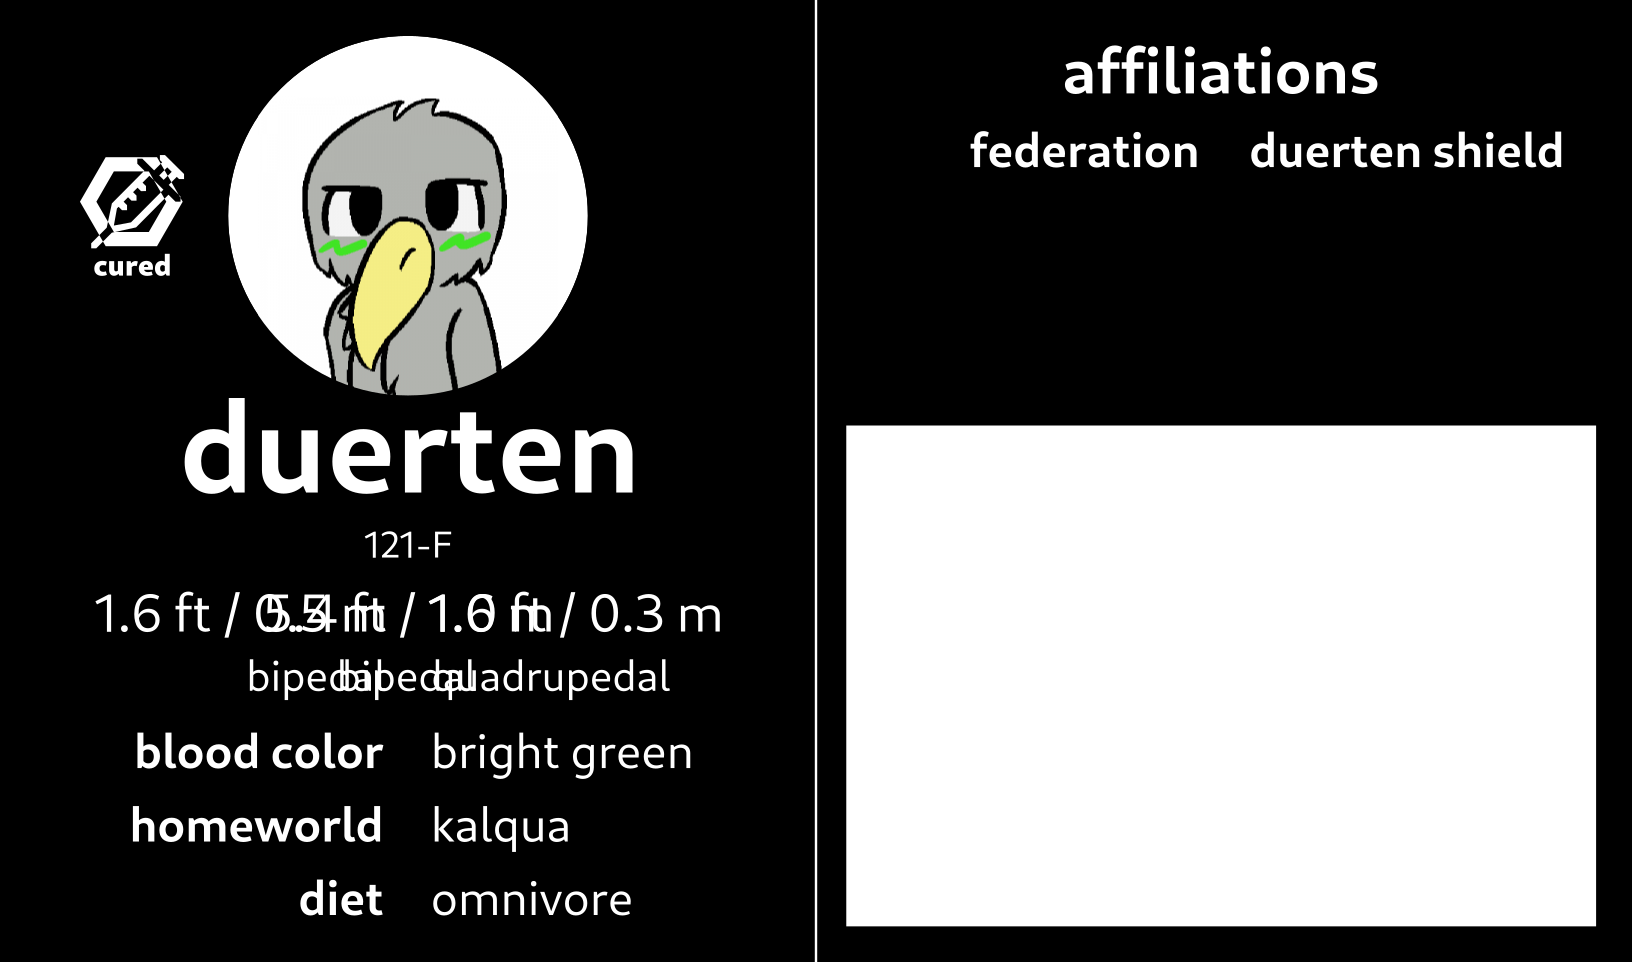 cured
duerten
121-F
1.6 ft / 0.5 m
5.4 ft / 1.6 m
1.0 ft / 0.3 m
bipedal
bipedal
quadrupedal
blood color bright green
homeworld kalqua
diet omnivore
affiliations
federation duerten shield